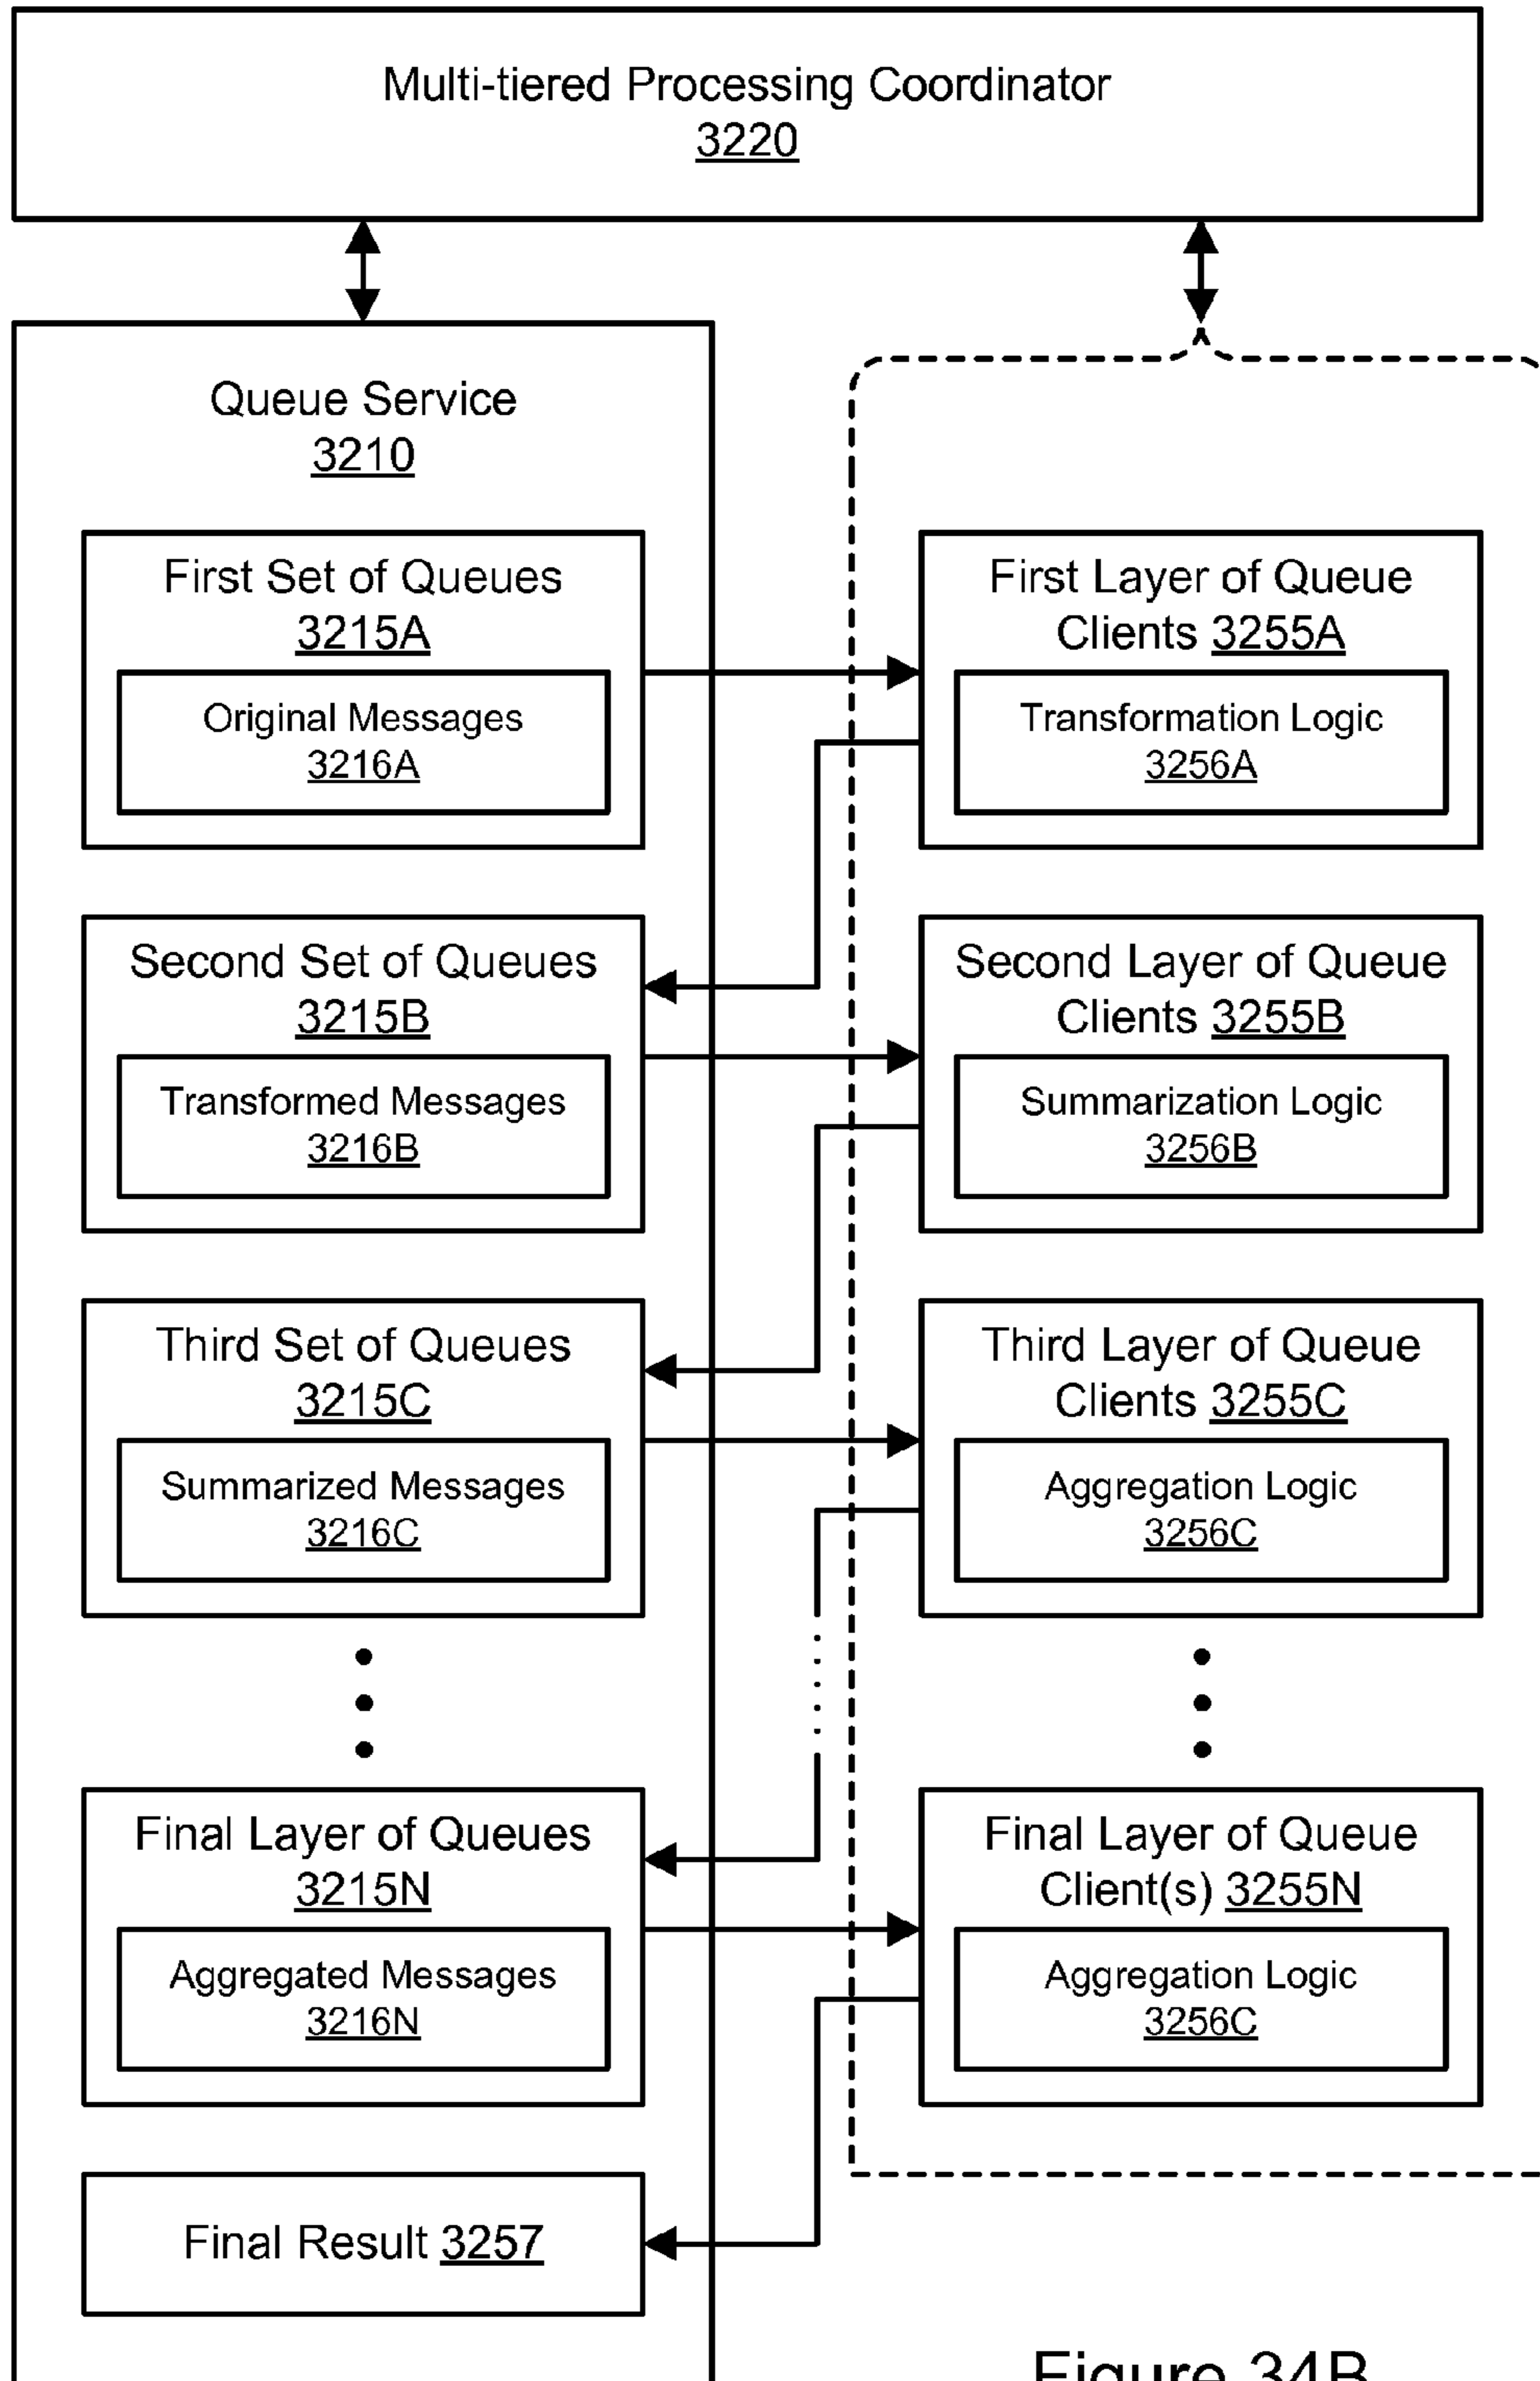 Multi-tiered Processing Coordinator
3220
Queue Service
3210
First Set of Queues
3215A
Original Messages
3216A
First Layer of Queue
Clients 3255A
Transformation Logic
3256A
Second Set of Queues
3215B
Transformed Messages
3216B
Second Layer of Queue
Clients 3255B
Summarization Logic
3256B
Third Set of Queues
3215C
Summarized Messages
3216C
Third Layer of Queue
Clients 3255C
Aggregation Logic
3256C
Final Layer of Queues
3215N
Aggregated Messages
3216N
Final Layer of Queue
Client(s) 3255N
Aggregation Logic
3256C
Final Result 3257
Figure 34B